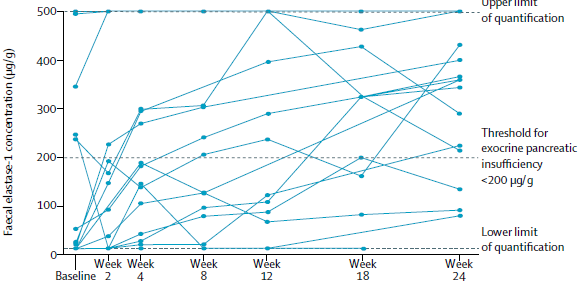 Upper limit
of quantification
500
400
300
200
100
0
Faecal elastase-1 concentration (μg/g)
Threshold for
exocrine pancreatic
insufficiency
<200 μg/g
Lower limit
of quantification
Baseline
Week
2
Week
4
Week
8
Week
12
Week
18
Week
24